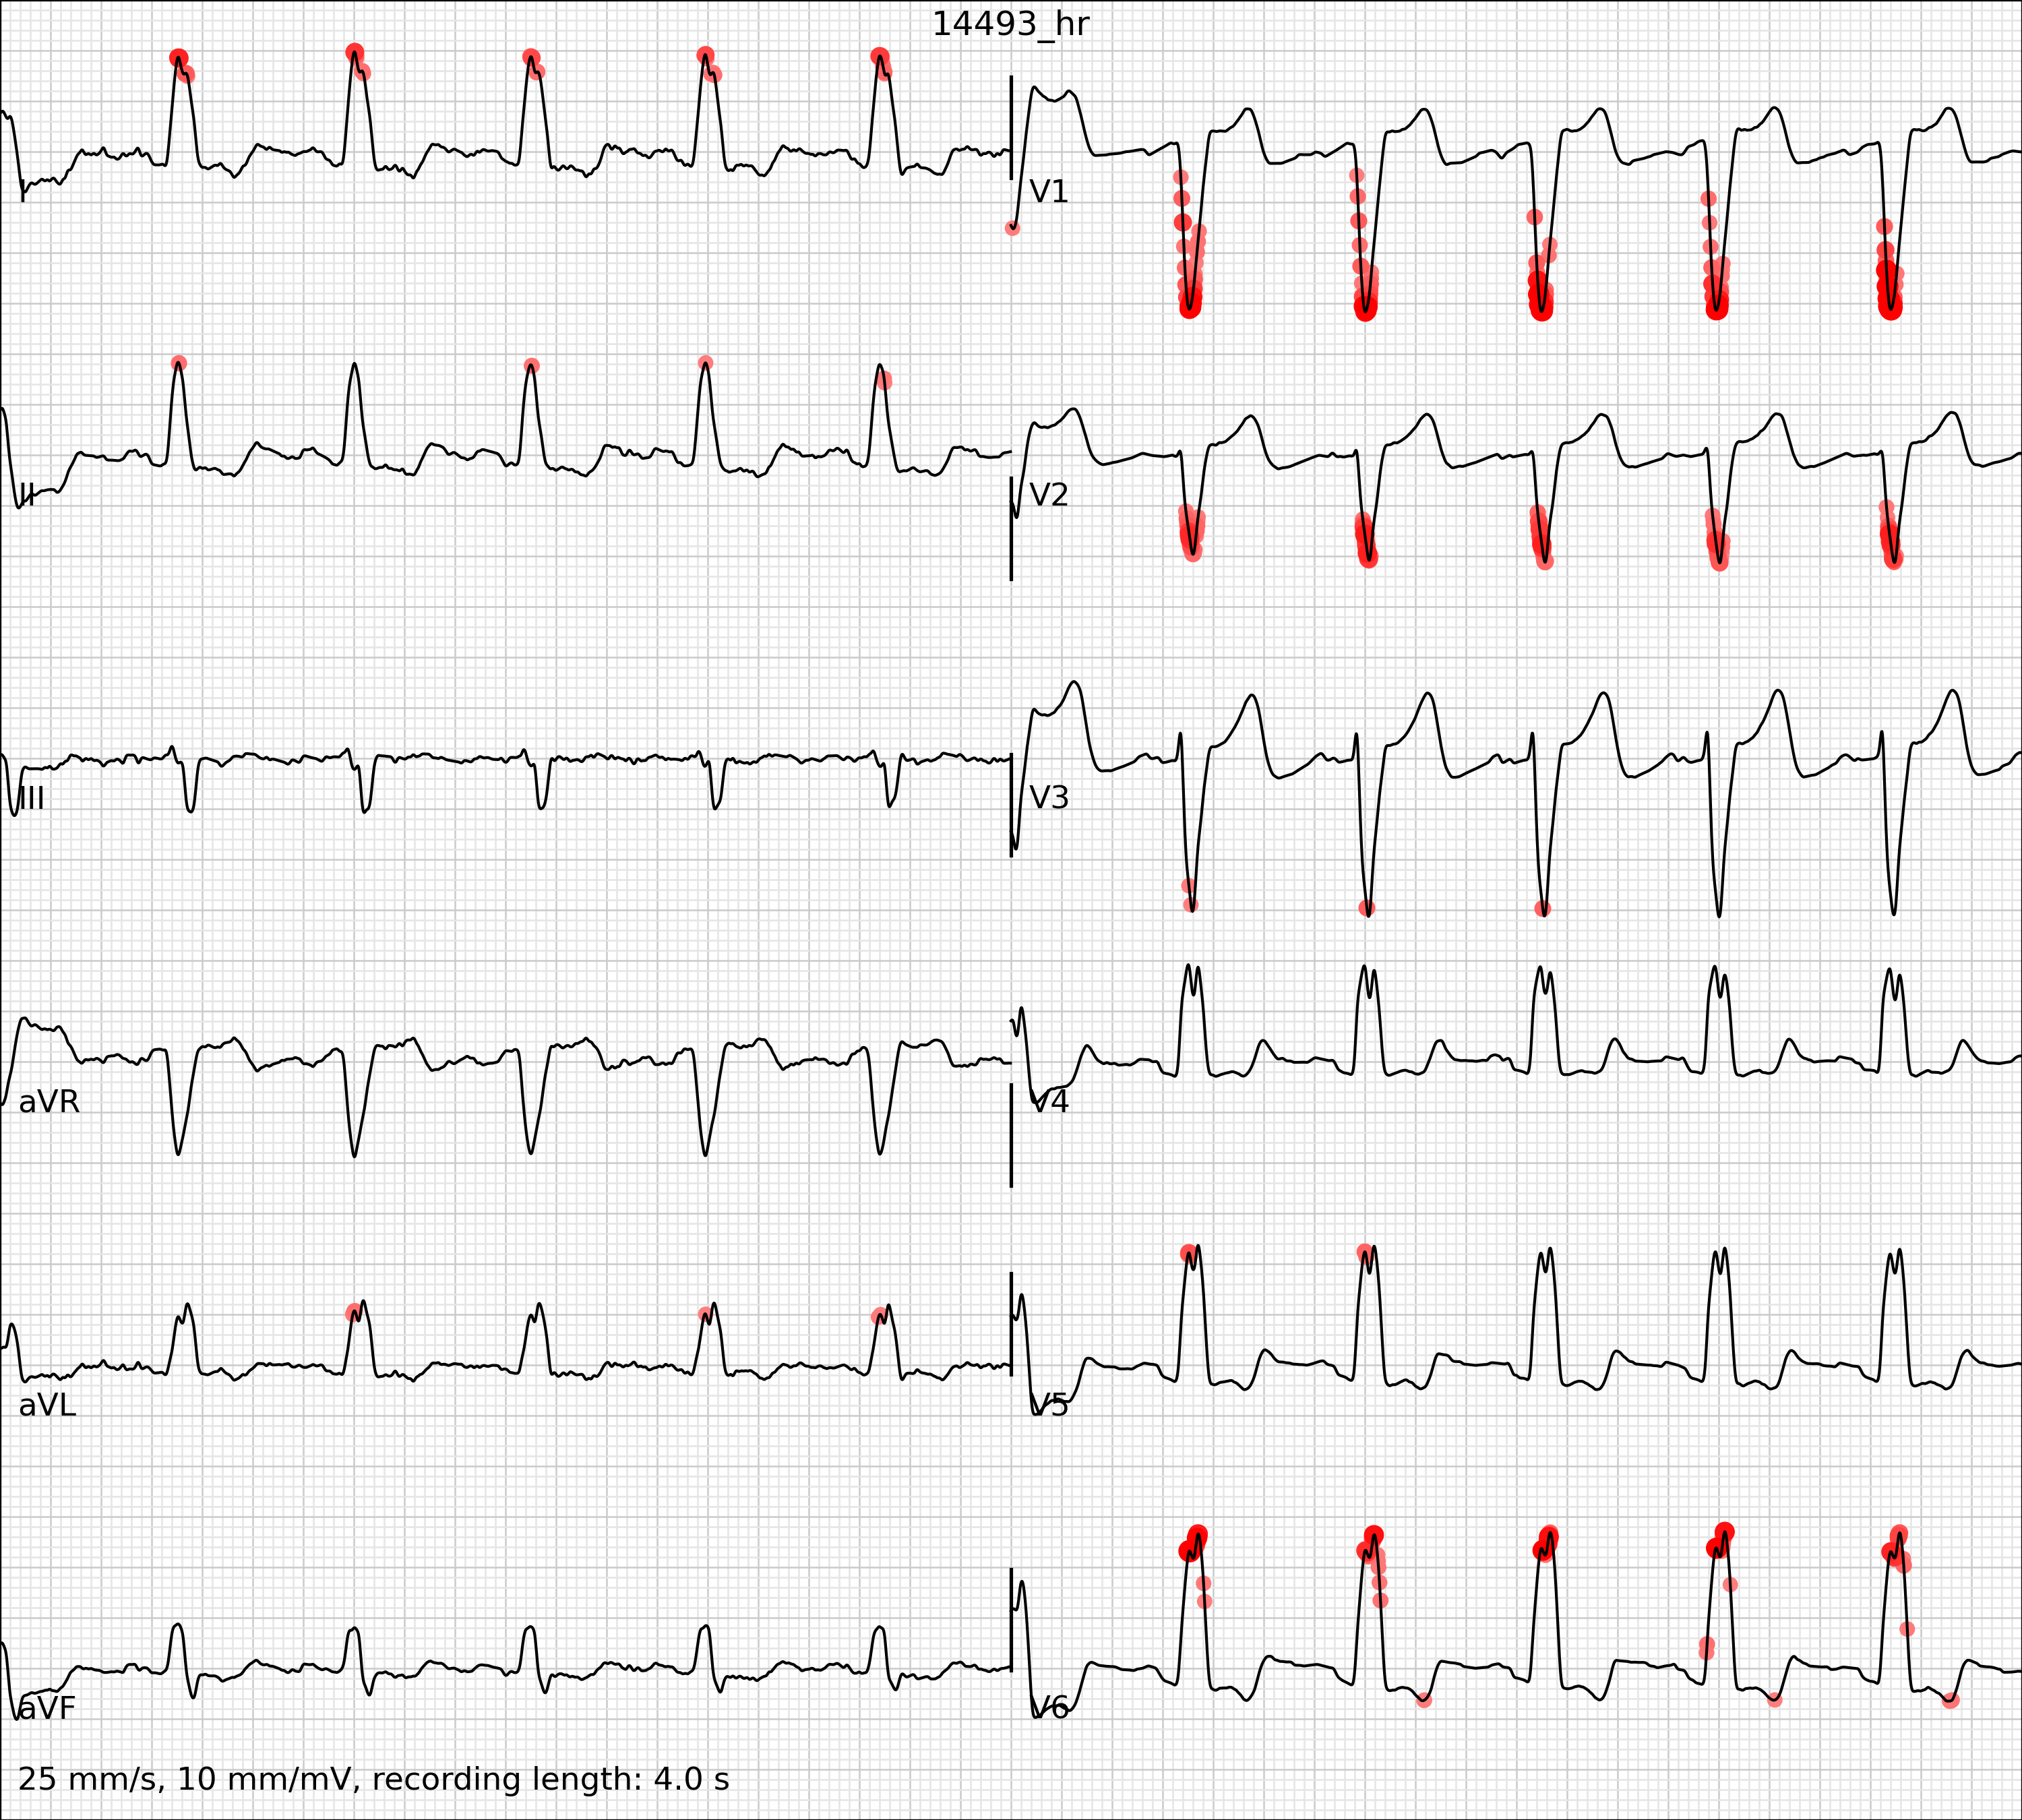 14493_hr
I
V1
II
V2
III
V3
aVR
V4
aVL
V5
aVF
V6
25 mm/s, 10 mm/mV, recording length: 4.0 s